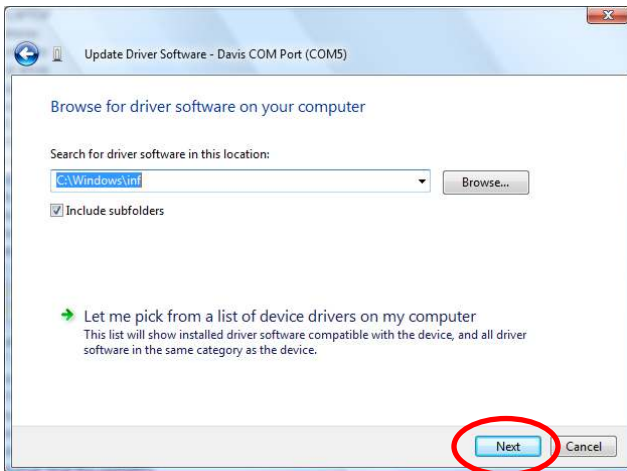 Update Driver Software - Davis COM Port (COM5)
Browse for driver software on your computer
Search for driver software in this location:
C:\Windows\inf
Browse...
Include subfolders
Let me pick from a list of device drivers on my computer
This list will show installed driver software compatible with the device, and all driver
software in the same category as the device.
Next
Cancel